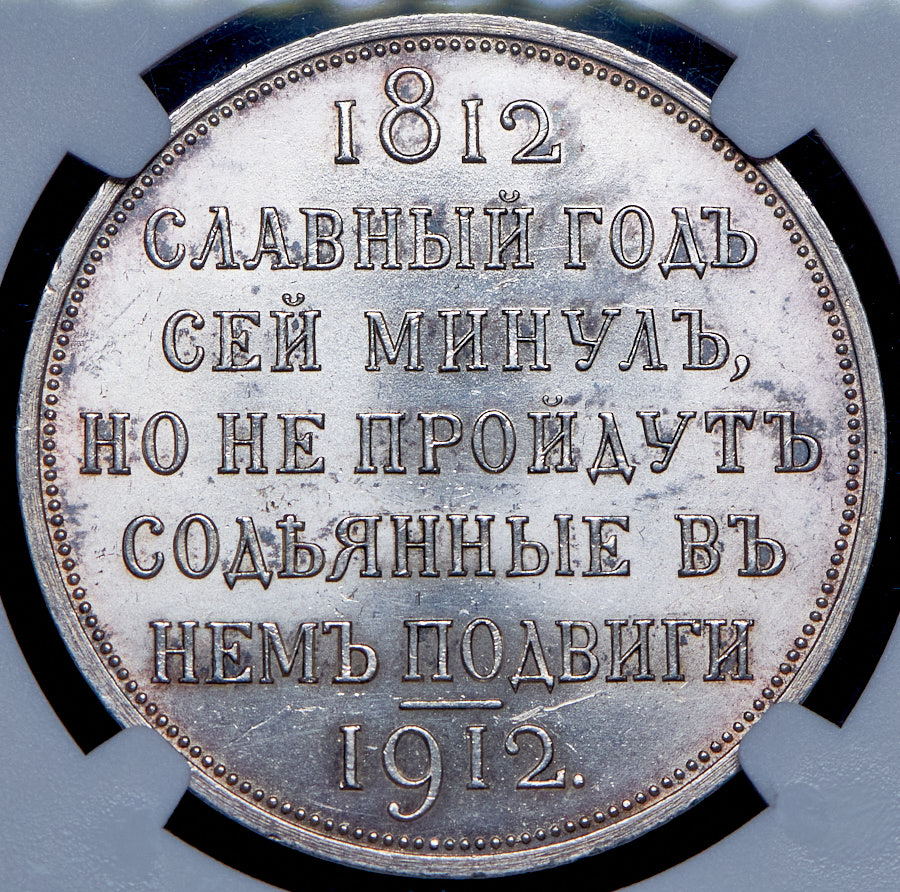 1812
СЛАВНЫЙ ГОДЪ
СЕЙ МИНУЛЪ,
НО НЕ ПРОЙДУТЪ
СОДѢЯННЫЕ ВЪ
НЕМЪ ПОДВИГИ
1912.